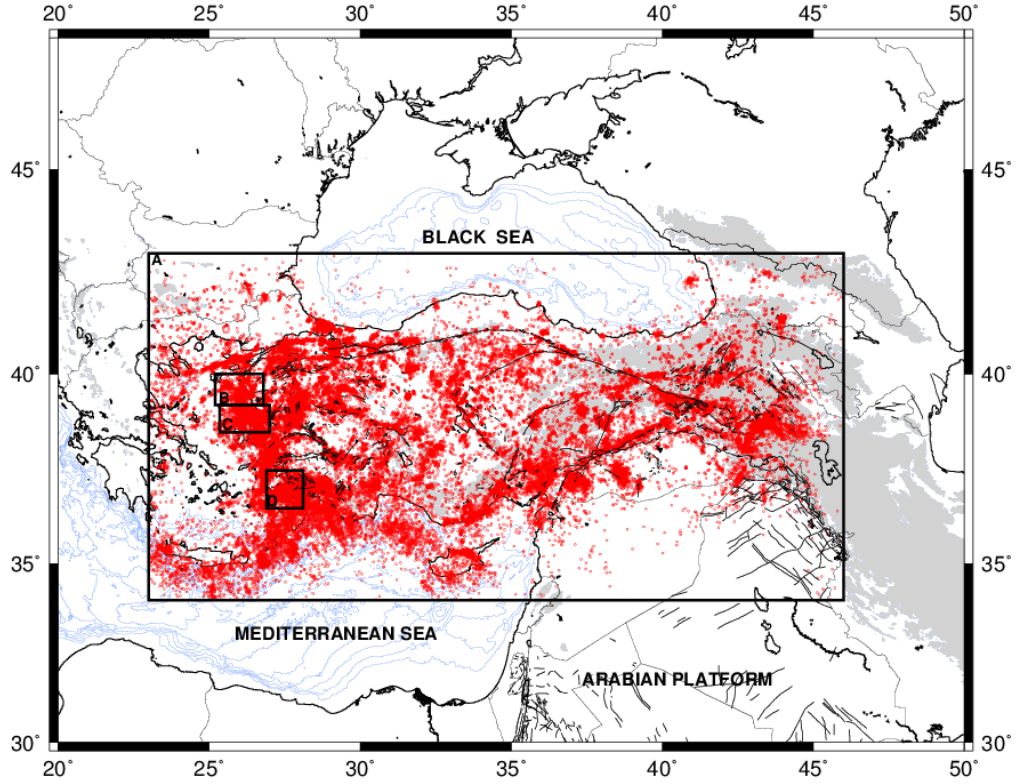 20° 25° 30° 35° 40° 45° 50°
45° 45°
BLACK SEA
A
40° 40°
B
C
D
35° 35°
MEDITERRANEAN SEA
ARABIAN PLATFORM
30° 30°
20° 25° 30° 35° 40° 45° 50°